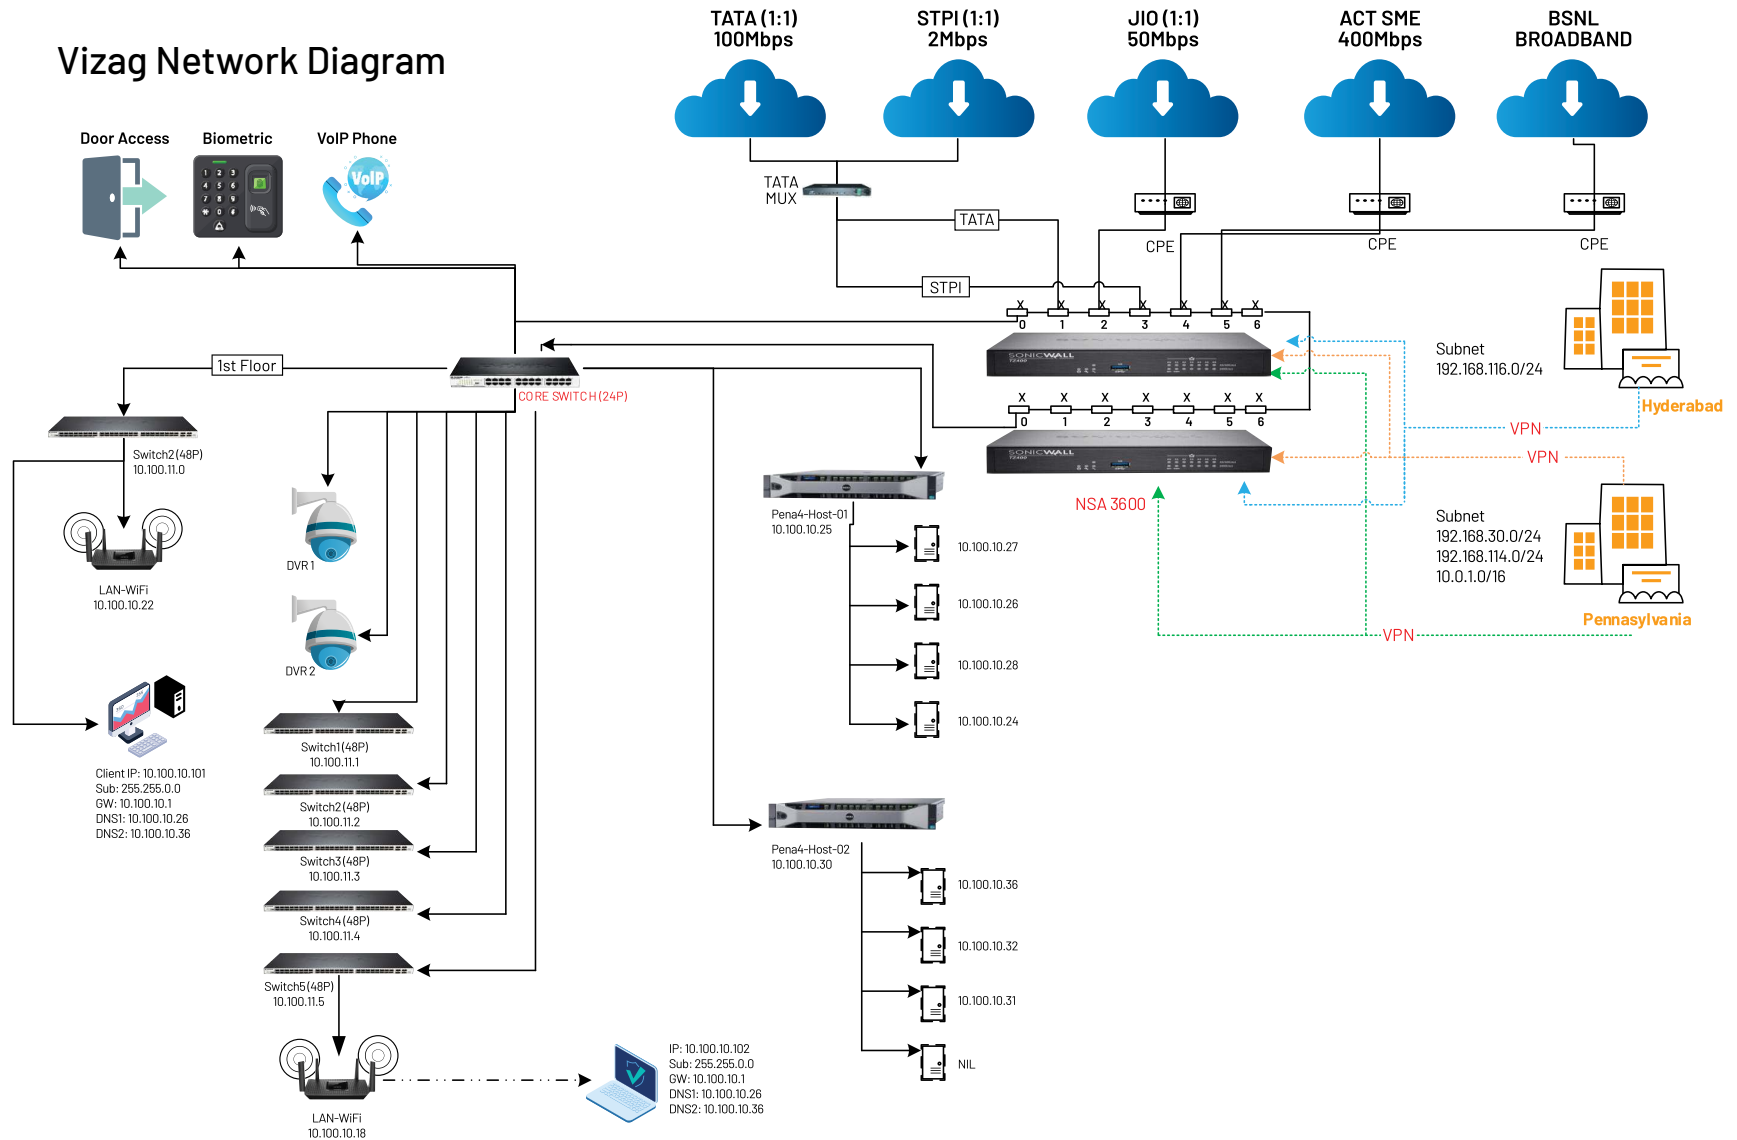 Vizag Network Diagram
TATA (1:1)
100Mbps
STPI (1:1)
2Mbps
JIO (1:1)
50Mbps
ACT SME
400Mbps
BSNL
BROADBAND
Door Access
Biometric
VoIP Phone
VoIP
TATA
MUX
TATA
STPI
CPE
CPE
CPE
X X X X X X X
0 1 2 3 4 5 6
SONICWALL
X X X X X X X
0 1 2 3 4 5 6
SONICWALL
NSA 3600
Subnet
192.168.116.0/24
Hyderabad
VPN
VPN
Subnet
192.168.30.0/24
192.168.114.0/24
10.0.1.0/16
Pennasylvania
VPN
1st Floor
CORE SWITCH (24P)
Switch2 (48P)
10.100.11.0
LAN-WiFi
10.100.10.22
Client IP: 10.100.10.101
Sub: 255.255.0.0
GW: 10.100.10.1
DNS1: 10.100.10.26
DNS2: 10.100.10.36
DVR 1
DVR 2
Switch1 (48P)
10.100.11.1
Switch2 (48P)
10.100.11.2
Switch3 (48P)
10.100.11.3
Switch4 (48P)
10.100.11.4
Switch5 (48P)
10.100.11.5
LAN-WiFi
10.100.10.18
IP: 10.100.10.102
Sub: 255.255.0.0
GW: 10.100.10.1
DNS1: 10.100.10.26
DNS2: 10.100.10.36
Pena4-Host-01
10.100.10.25
10.100.10.27
10.100.10.26
10.100.10.28
10.100.10.24
Pena4-Host-02
10.100.10.30
10.100.10.36
10.100.10.32
10.100.10.31
NIL